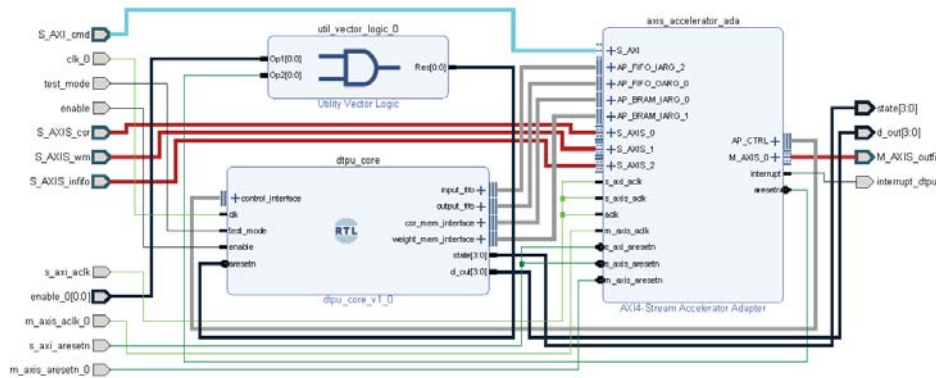 S_AXI_cmd
clk_0
test_mode
enable
S_AXIS_csr
S_AXIS_wm
S_AXIS_infifo
s_axi_aclk
enable_0[0:0]
m_axis_aclk_0
s_axi_aresetn
m_axis_aresetn_0
util_vector_logic_0
Op1[0:0]
Op2[0:0]
Res[0:0]
Utility Vector Logic
dtpu_core
control_interface
clk
test_mode
enable
aresetn
RTL
input_fifo
output_fifo
csr_mem_interface
weight_mem_interface
state[3:0]
d_out[3:0]
dtpu_core_v1_0
axis_accelerator_ada
S_AXI
AP_FIFO_IARG_2
AP_FIFO_OARG_0
AP_BRAM_IARG_0
AP_BRAM_IARG_1
S_AXIS_0
S_AXIS_1
S_AXIS_2
s_axi_aclk
s_axis_aclk
aclk
m_axis_aclk
s_axi_aresetn
s_axis_aresetn
m_axis_aresetn
AP_CTRL
M_AXIS_0
interrupt
aresetn
AXI4-Stream Accelerator Adapter
state[3:0]
d_out[3:0]
interrupt_dtpu